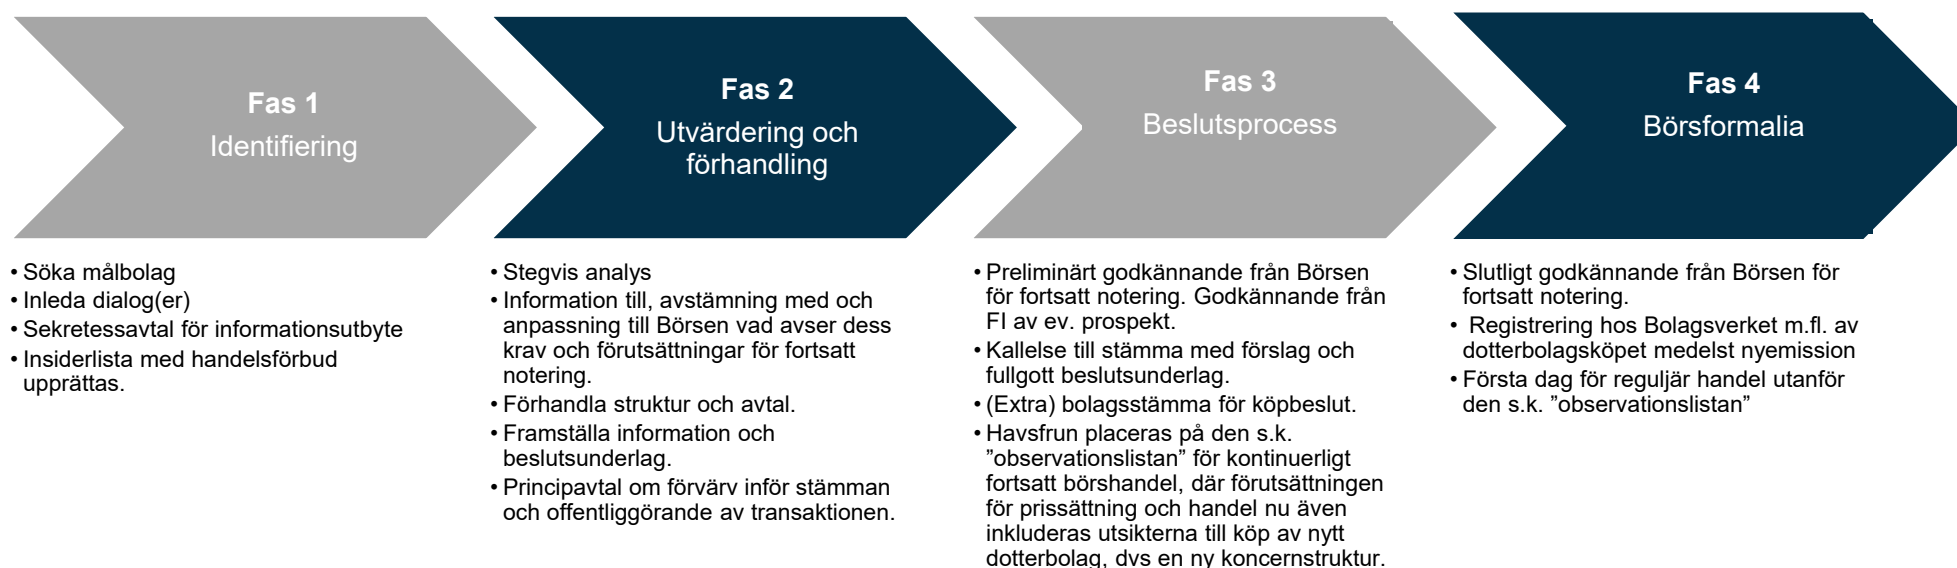 Fas 1
Identifiering
Fas 2
Utvärdering och
förhandling
Fas 3
Beslutsprocess
Fas 4
Börsformalia
• Söka målbolag
• Inleda dialog(er)
• Sekretessavtal för informationsutbyte
• Insiderlista med handelsförbud
upprättas.
• Stegvis analys
• Information till, avstämning med och
anpassning till Börsen vad avser dess
krav och förutsättningar för fortsatt
notering.
• Förhandla struktur och avtal.
• Framställa information och
beslutsunderlag.
• Principavtal om förvärv inför stämman
och offentliggörande av transaktionen.
• Preliminärt godkännande från Börsen
för fortsatt notering. Godkännande från
FI av ev. prospekt.
• Kallelse till stämma med förslag och
fullgott beslutsunderlag.
• (Extra) bolagsstämma för köpbeslut.
• Havsfrun placeras på den s.k.
”observationslistan” för kontinuerligt
fortsatt börshandel, där förutsättningen
för prissättning och handel nu även
inkluderas utsikterna till köp av nytt
dotterbolag, dvs en ny koncernstruktur.
• Slutligt godkännande från Börsen för
fortsatt notering.
• Registrering hos Bolagsverket m.fl. av
dotterbolagsköpet medelst nyemission
• Första dag för reguljär handel utanför
den s.k. ”observationslistan”